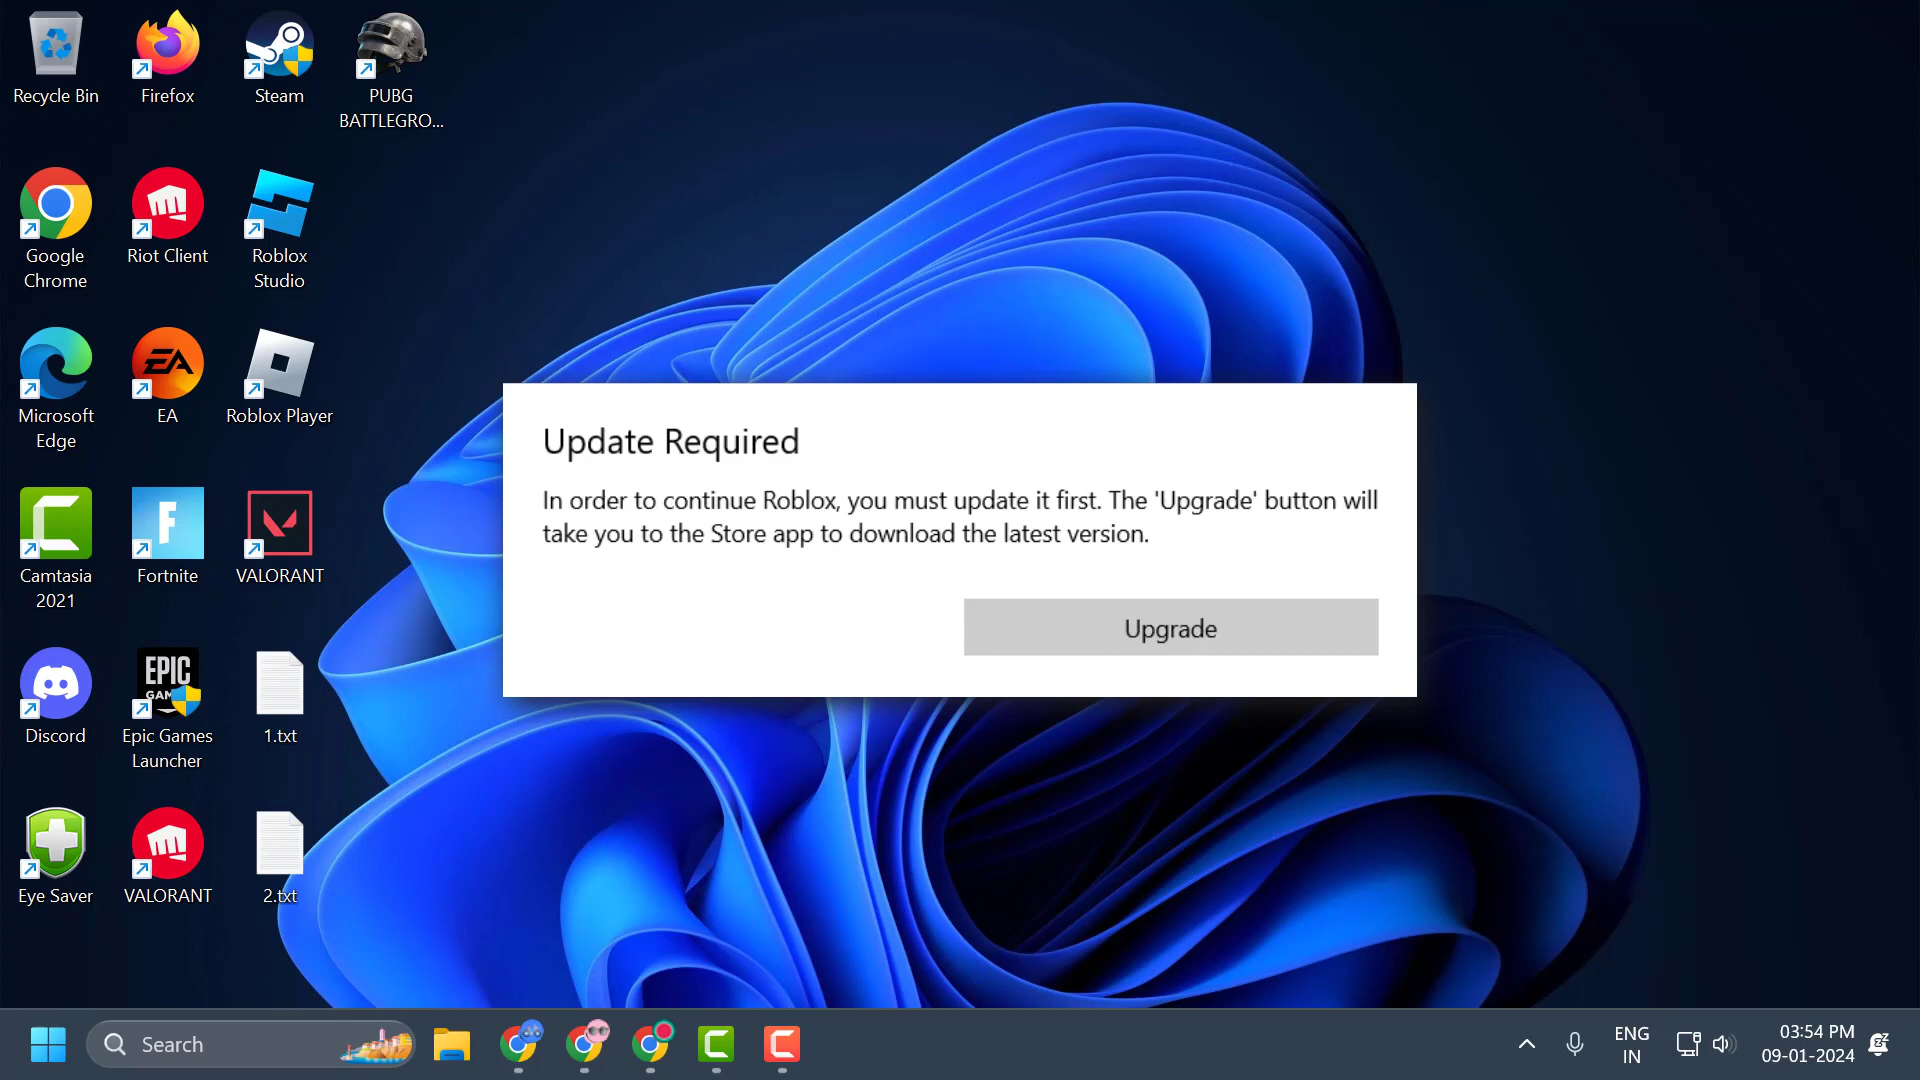 Recycle Bin
Firefox
Steam
PUBG
BATTLEGRO...
Google
Chrome
Riot Client
Roblox
Studio
Microsoft
Edge
EA
EA
Roblox Player
Camtasia
2021
F
Fortnite
VALORANT
Discord
EPIC
GAM
Epic Games
Launcher
1.txt
Eye Saver
VALORANT
2.txt
Update Required
In order to continue Roblox, you must update it first. The 'Upgrade' button will
take you to the Store app to download the latest version.
Upgrade
Search
ENG
IN
03:54 PM
09-01-2024